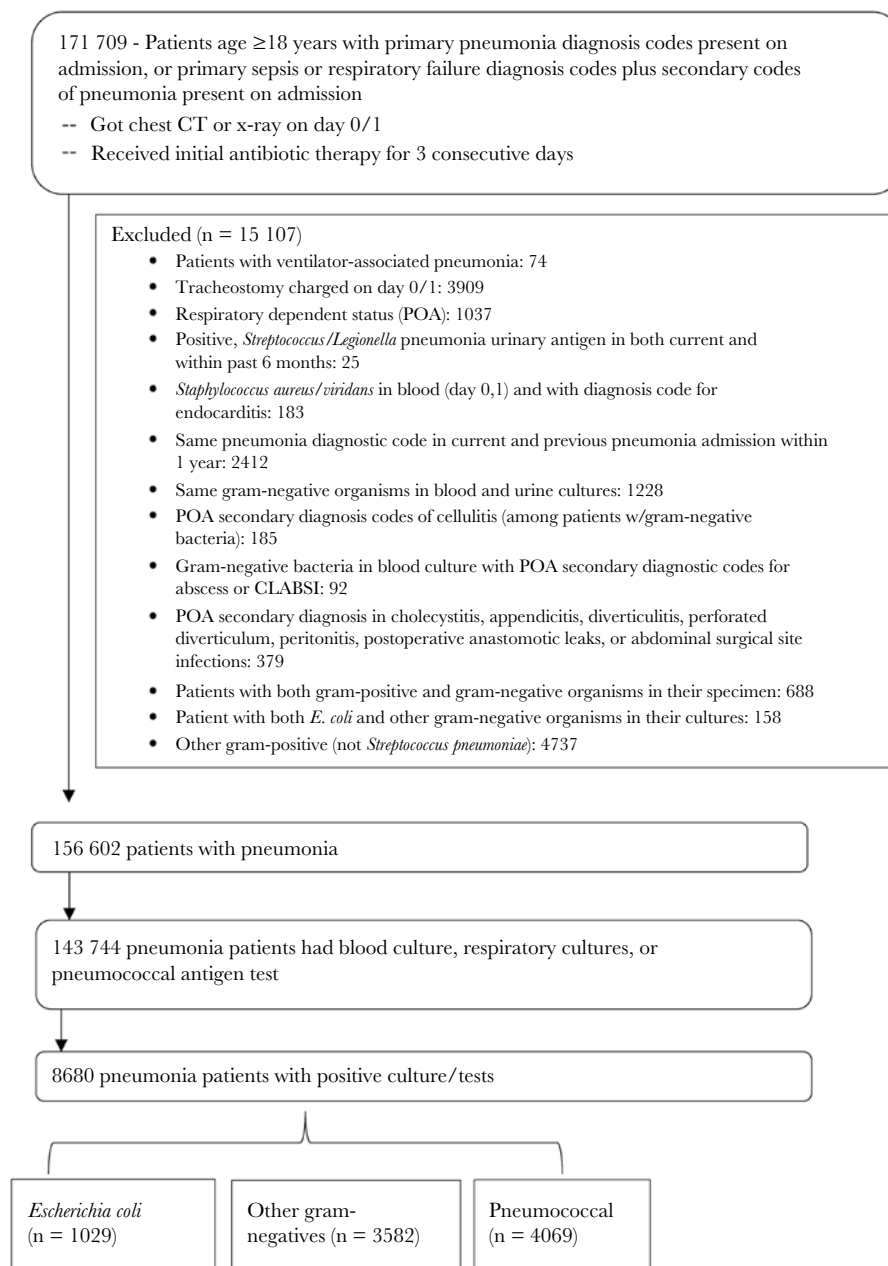 171 709 - Patients age ≥18 years with primary pneumonia diagnosis codes present on
admission, or primary sepsis or respiratory failure diagnosis codes plus secondary codes
of pneumonia present on admission
-- Got chest CT or x-ray on day 0/1
-- Received initial antibiotic therapy for 3 consecutive days
Excluded (n = 15 107)
• Patients with ventilator-associated pneumonia: 74
• Tracheostomy charged on day 0/1: 3909
• Respiratory dependent status (POA): 1037
• Positive, Streptococcus/Legionella pneumonia urinary antigen in both current and
within past 6 months: 25
• Staphylococcus aureus/viridans in blood (day 0,1) and with diagnosis code for
endocarditis: 183
• Same pneumonia diagnostic code in current and previous pneumonia admission within
1 year: 2412
• Same gram-negative organisms in blood and urine cultures: 1228
• POA secondary diagnosis codes of cellulitis (among patients w/gram-negative
bacteria): 185
• Gram-negative bacteria in blood culture with POA secondary diagnostic codes for
abscess or CLABSI: 92
• POA secondary diagnosis in cholecystitis, appendicitis, diverticulitis, perforated
diverticulum, peritonitis, postoperative anastomotic leaks, or abdominal surgical site
infections: 379
• Patients with both gram-positive and gram-negative organisms in their specimen: 688
• Patient with both E. coli and other gram-negative organisms in their cultures: 158
• Other gram-positive (not Streptococcus pneumoniae): 4737
156 602 patients with pneumonia
143 744 pneumonia patients had blood culture, respiratory cultures, or
pneumococcal antigen test
8680 pneumonia patients with positive culture/tests
Escherichia coli
(n = 1029)
Other gram-
negatives (n = 3582)
Pneumococcal
(n = 4069)